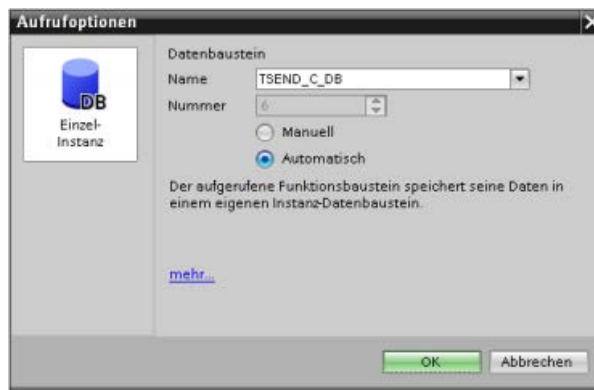 Aufrufoptionen
DB
Einzel-
Instanz
Datenbaustein
Name TSEND_C_DB
Nummer 6
Manuell
Automatisch
Der aufgerufene Funktionsbaustein speichert seine Daten in
einem eigenen Instanz-Datenbaustein.
mehr...
OK Abbrechen